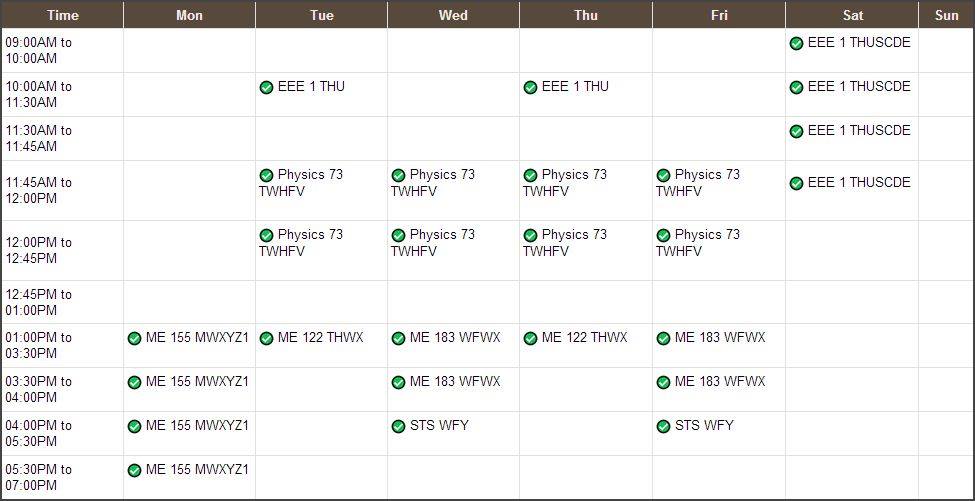 Time Mon Tue Wed Thu Fri Sat Sun
09:00AM to
10:00AM
EEE 1 THUSCDE
10:00AM to
11:30AM
EEE 1 THU EEE 1 THU EEE 1 THUSCDE
11:30AM to
11:45AM
EEE 1 THUSCDE
11:45AM to
12:00PM
Physics 73
TWHFV
Physics 73
TWHFV
Physics 73
TWHFV
Physics 73
TWHFV
EEE 1 THUSCDE
12:00PM to
12:45PM
Physics 73
TWHFV
Physics 73
TWHFV
Physics 73
TWHFV
Physics 73
TWHFV
12:45PM to
01:00PM
01:00PM to
03:30PM
ME 155 MWXYZ1 ME 122 THWX ME 183 WFWX ME 122 THWX ME 183 WFWX
03:30PM to
04:00PM
ME 155 MWXYZ1 ME 183 WFWX ME 183 WFWX
04:00PM to
05:30PM
ME 155 MWXYZ1 STS WFY STS WFY
05:30PM to
07:00PM
ME 155 MWXYZ1